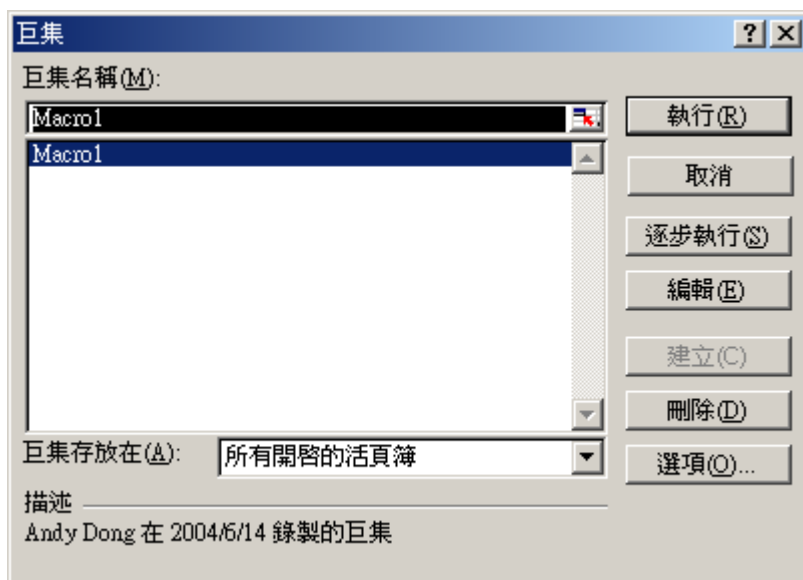 巨集
巨集名稱(M):
Macro1
Macro1
執行(R)
取消
逐步執行(S)
編輯(E)
建立(C)
刪除(D)
選項(O)...
巨集存放在(A):
所有開啓的活頁簿
描述
Andy Dong 在 2004/6/14 錄製的巨集